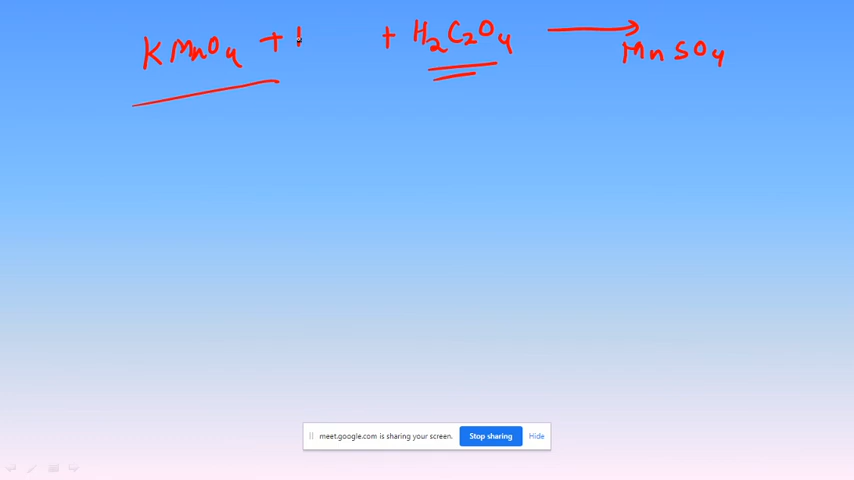 KMnO4 + + H2C2O4 → MnSO4
meet.google.com is sharing your screen. Stop sharing Hide